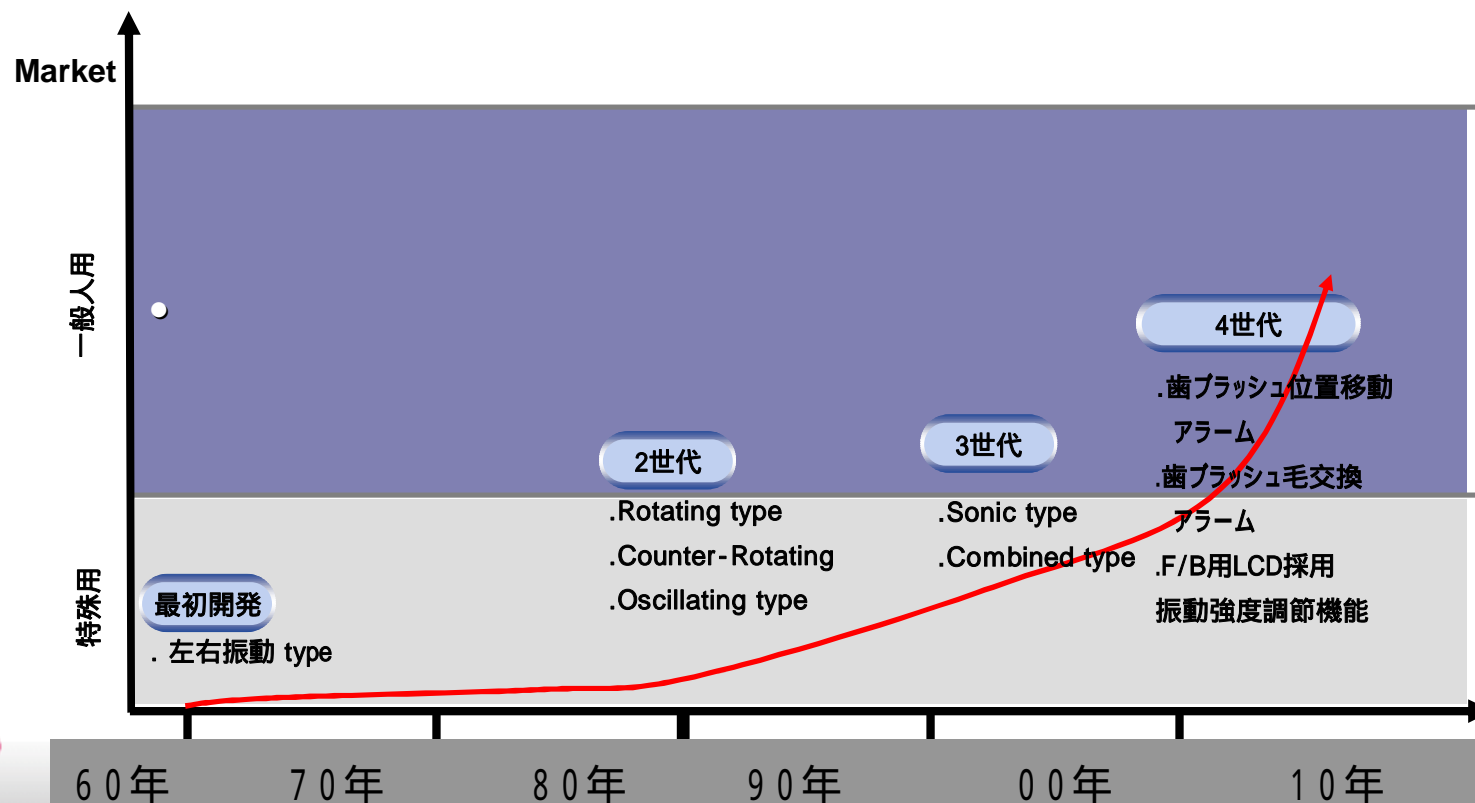 Market
一般人用
特殊用
最初開発
. 左右振動 type
2世代
.Rotating type
.Counter-Rotating
.Oscillating type
3世代
.Sonic type
.Combined type
4世代
.歯ブラッシュ位置移動
アラーム
.歯ブラッシュ毛交換
アラーム
.F/B用LCD採用
振動強度調節機能
60年 70年 80年 90年 00年 10年